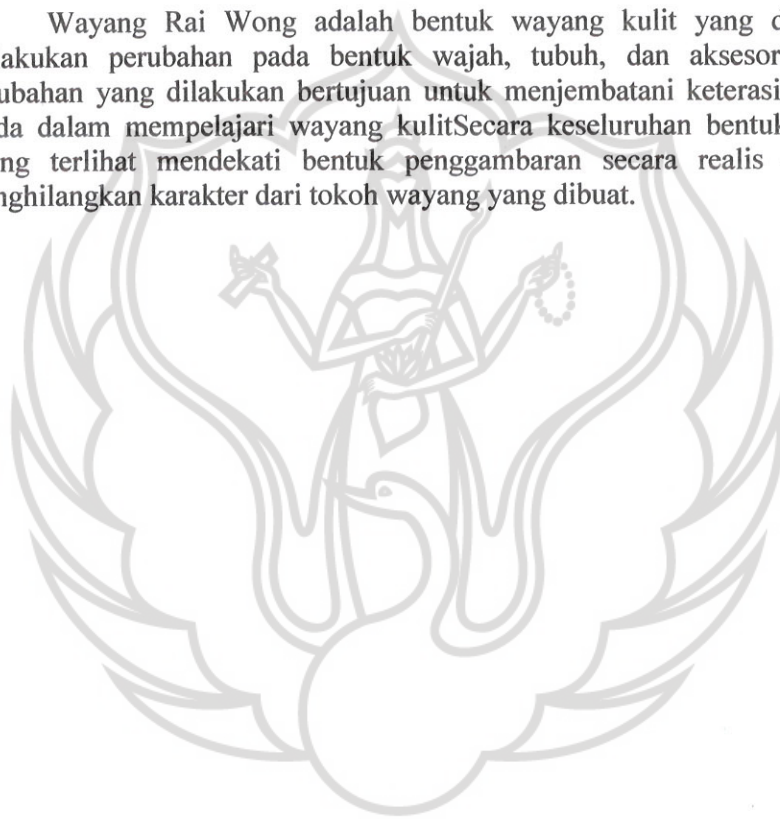 Wayang Rai Wong adalah bentuk wayang kulit yang d
akukan perubahan pada bentuk wajah, tubuh, dan aksesor
ubahan yang dilakukan bertujuan untuk menjembatani keterasi
da dalam mempelajari wayang kulitSecara keseluruhan bentuk
ng terlihat mendekati bentuk penggambaran secara realis
nghilangkan karakter dari tokoh wayang yang dibuat.